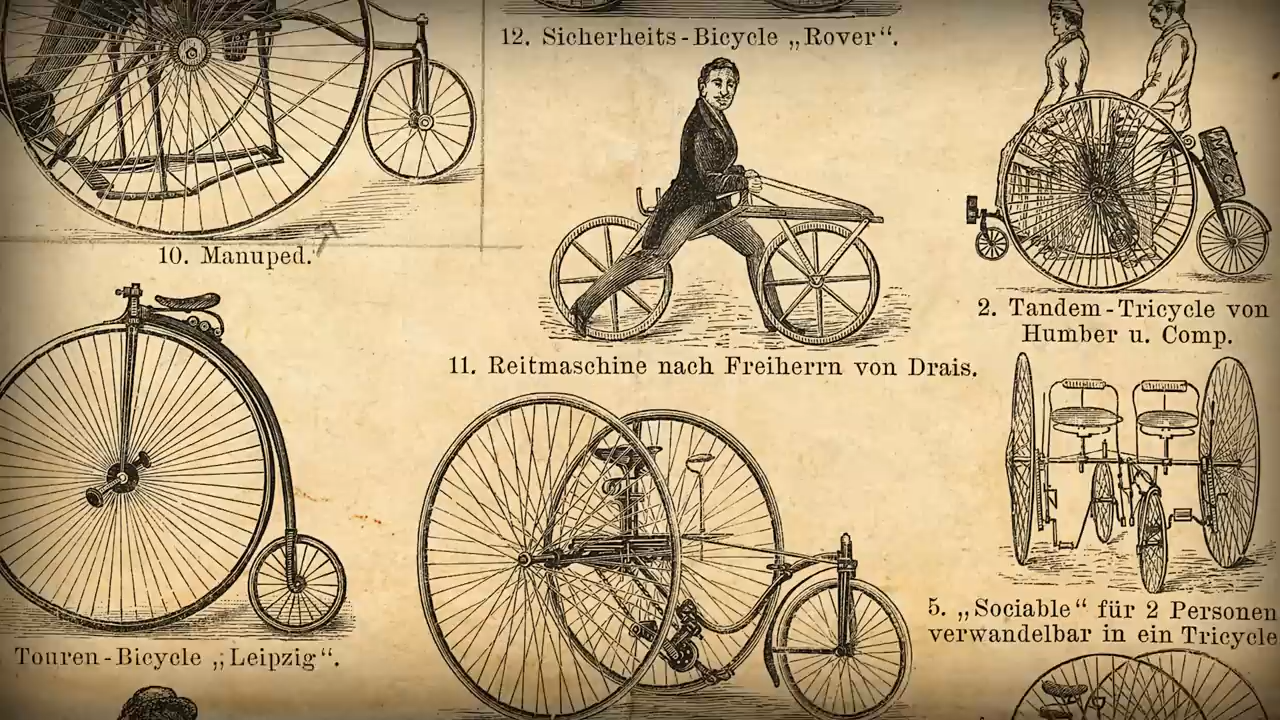 12. Sicherheits-Bicycle „Rover“.
10. Manuped.
2. Tandem-Tricycle von
Humber u. Comp.
11. Reitmaschine nach Freiherrn von Drais.
5. „Sociable“ für 2 Personen
verwandelbar in ein Tricycle
Touren-Bicycle „Leipzig“.